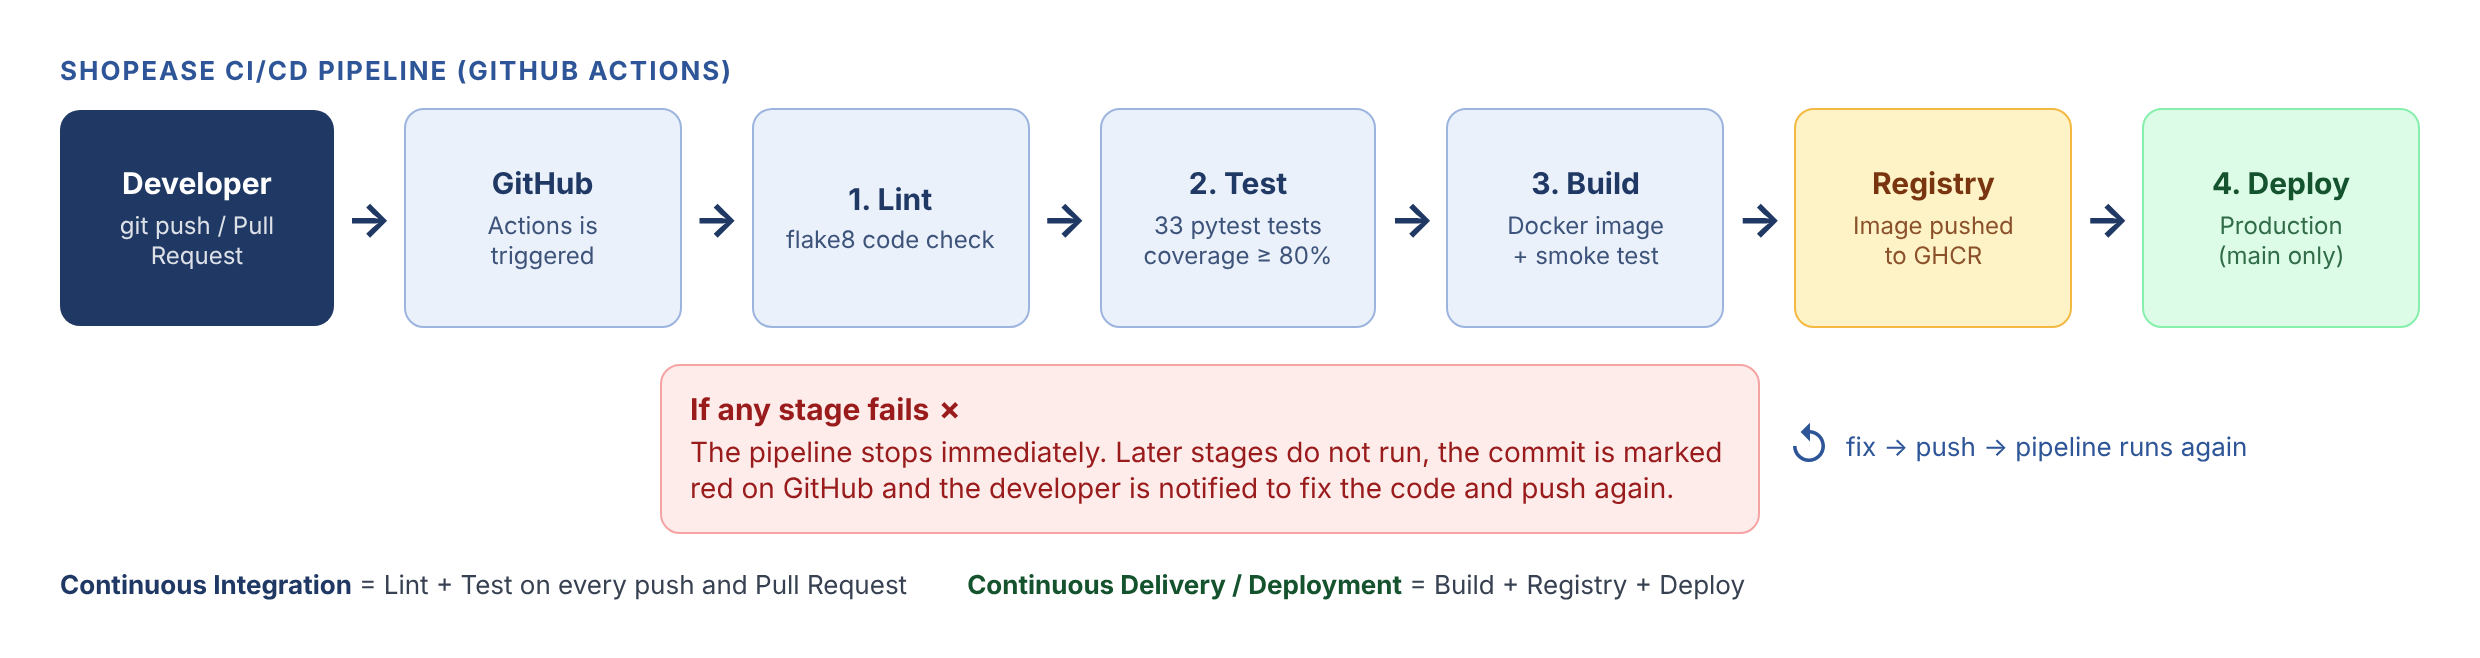 SHOPEASE CI/CD PIPELINE (GITHUB ACTIONS)
Developer
git push / Pull
Request
→
GitHub
Actions is
triggered
→
1. Lint
flake8 code check
→
2. Test
33 pytest tests
coverage ≥ 80%
→
3. Build
Docker image
+ smoke test
→
Registry
Image pushed
to GHCR
→
4. Deploy
Production
(main only)
If any stage fails ×
The pipeline stops immediately. Later stages do not run, the commit is marked
red on GitHub and the developer is notified to fix the code and push again.
fix → push → pipeline runs again
Continuous Integration = Lint + Test on every push and Pull Request
Continuous Delivery / Deployment = Build + Registry + Deploy